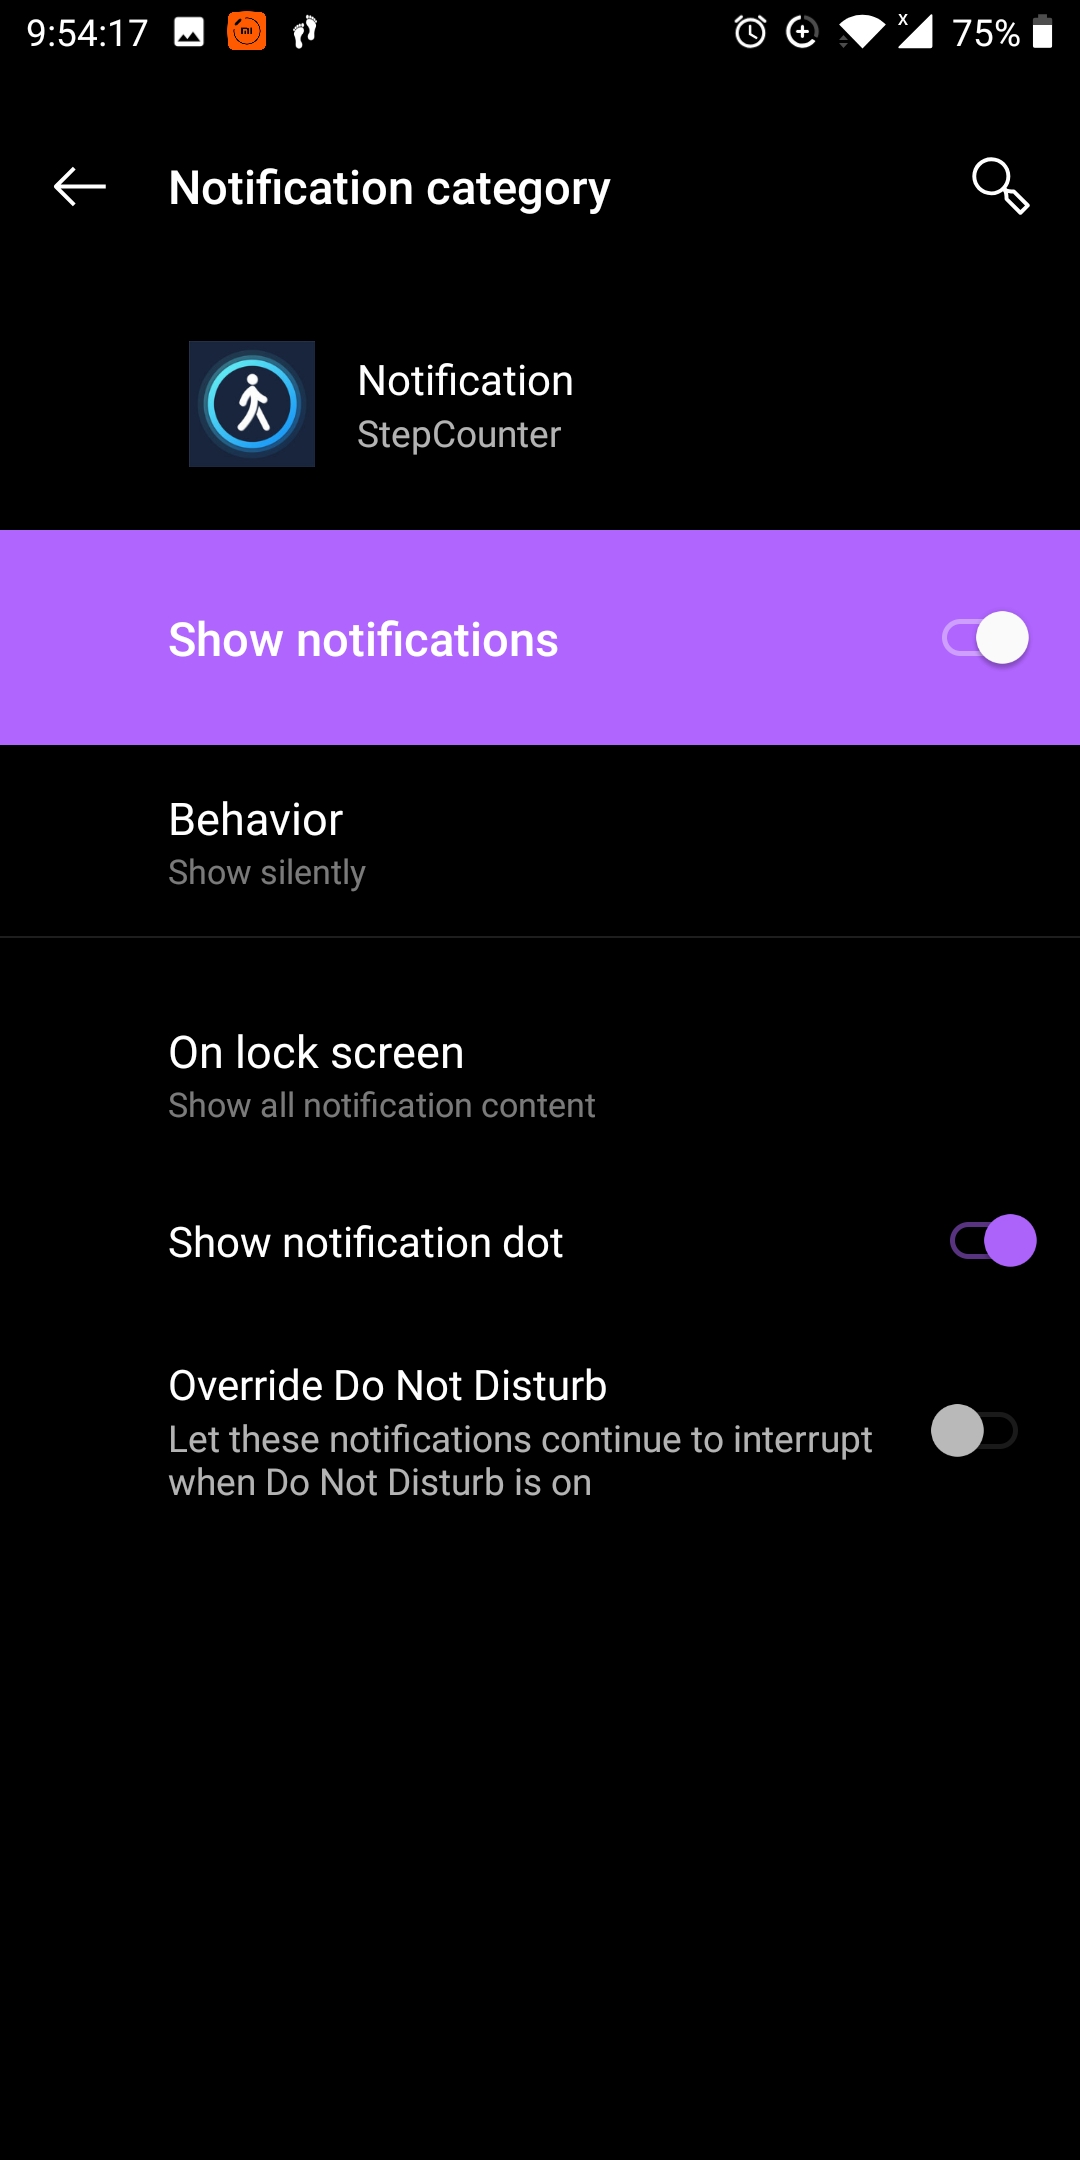 9:54:17
x
75%
Notification category
Notification
StepCounter
Show notifications
Behavior
Show silently
On lock screen
Show all notification content
Show notification dot
Override Do Not Disturb
Let these notifications continue to interrupt
when Do Not Disturb is on